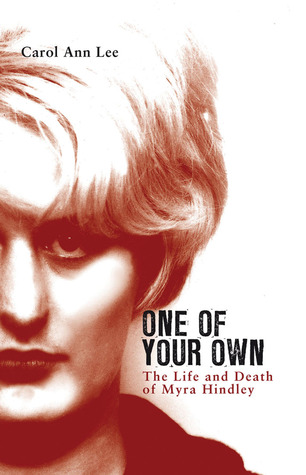 Carol Ann Lee
ONE OF
YOUR OWN
The Life and Death
of Myra Hindley